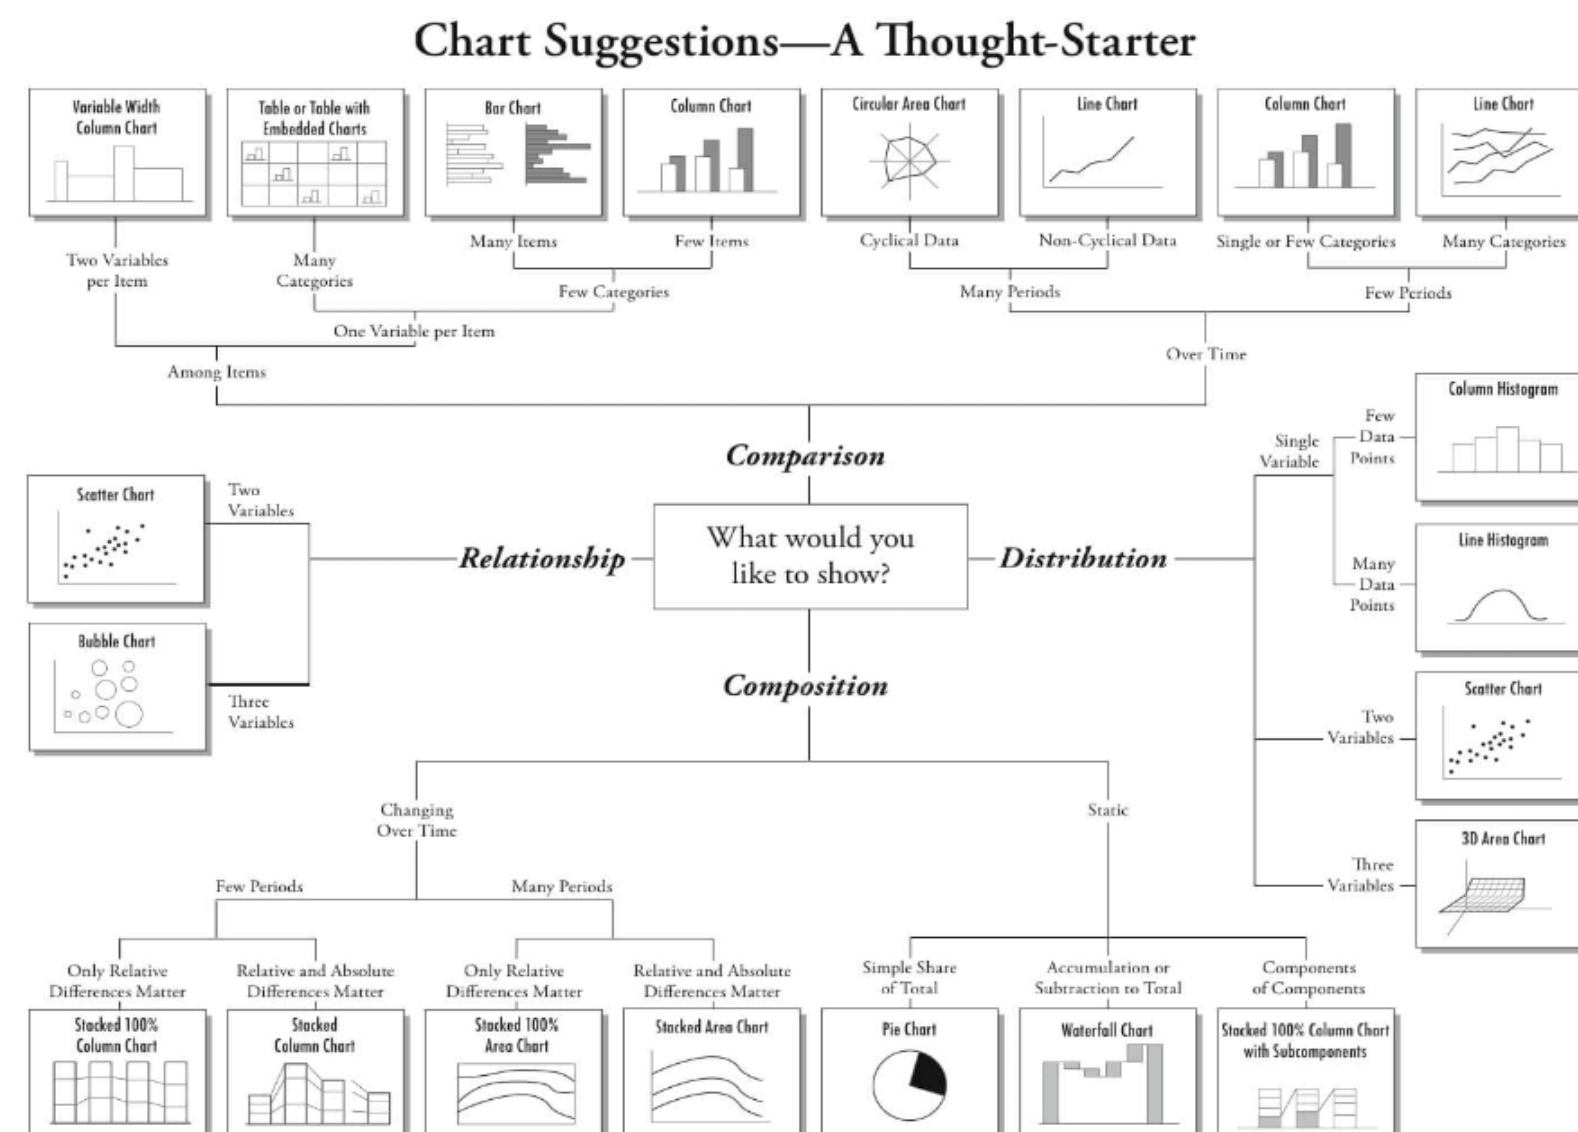 Chart Suggestions—A Thought-Starter
Variable Width
Column Chart
Table or Table with
Embedded Charts
Bar Chart
Column Chart
Circular Area Chart
Line Chart
Column Chart
Line Chart
Two Variables
per Item
Many
Categories
Many Items
Few Items
Cyclical Data
Non-Cyclical Data
Single or Few Categories
Many Categories
Few Categories
Many Periods
Few Periods
One Variable per Item
Among Items
Over Time
Comparison
What would you
like to show?
Relationship
Two
Variables
Scatter Chart
Three
Variables
Bubble Chart
Distribution
Single
Variable
Few
Data
Points
Column Histogram
Many
Data
Points
Line Histogram
Two
Variables
Scatter Chart
Three
Variables
3D Area Chart
Composition
Changing
Over Time
Static
Few Periods
Many Periods
Only Relative
Differences Matter
Relative and Absolute
Differences Matter
Only Relative
Differences Matter
Relative and Absolute
Differences Matter
Simple Share
of Total
Accumulation or
Subtraction to Total
Components
of Components
Stacked 100%
Column Chart
Stacked
Column Chart
Stacked 100%
Area Chart
Stacked Area Chart
Pie Chart
Waterfall Chart
Stacked 100% Column Chart
with Subcomponents